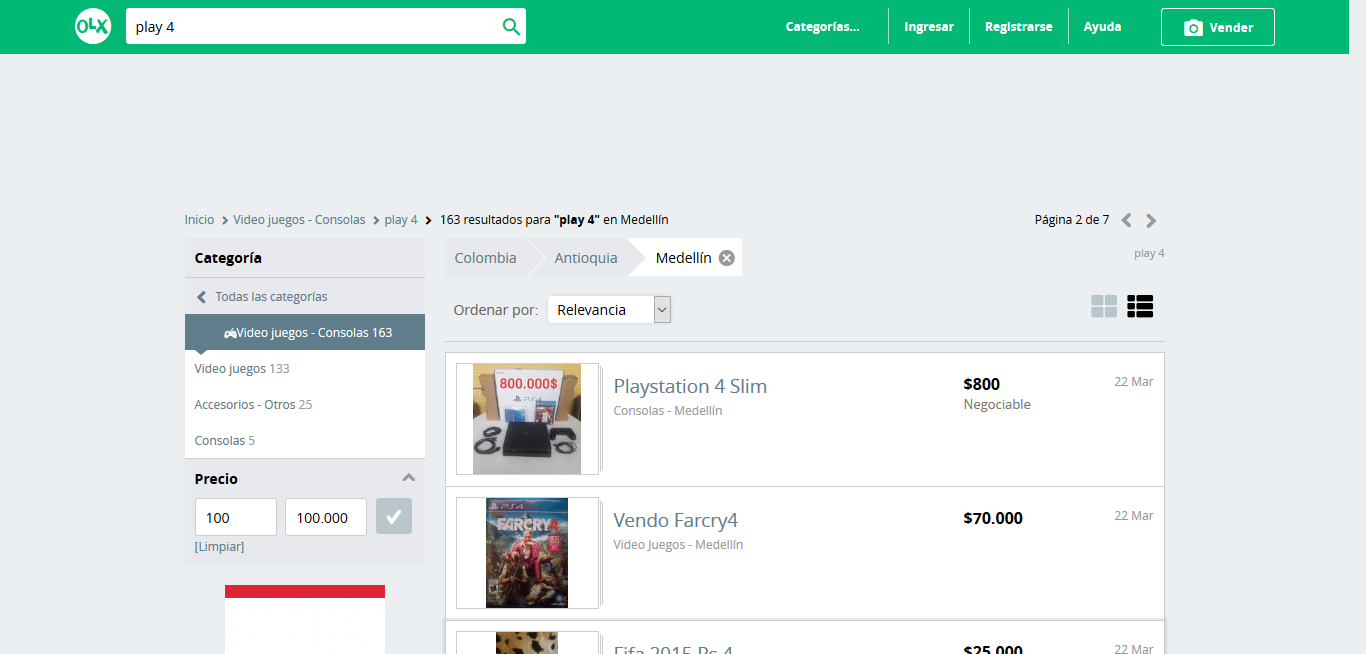 OLX
play 4
Categorías...
Ingresar
Registrarse
Ayuda
Vender
Inicio
Video juegos - Consolas
play 4
163 resultados para "play 4" en Medellín
Página 2 de 7
play 4
Categoría
Todas las categorías
Video juegos - Consolas 163
Video juegos 133
Accesorios - Otros 25
Consolas 5
Precio
100
100.000
[Limpiar]
Colombia
Antioquia
Medellín
Ordenar por:
Relevancia
800.000$
PS4
Playstation 4 Slim
Consolas - Medellín
$800
Negociable
22 Mar
PS4
FARCRY4
Vendo Farcry4
Video Juegos - Medellín
$70.000
22 Mar
Fifa 2015 Ps 4
$25.000
22 Mar